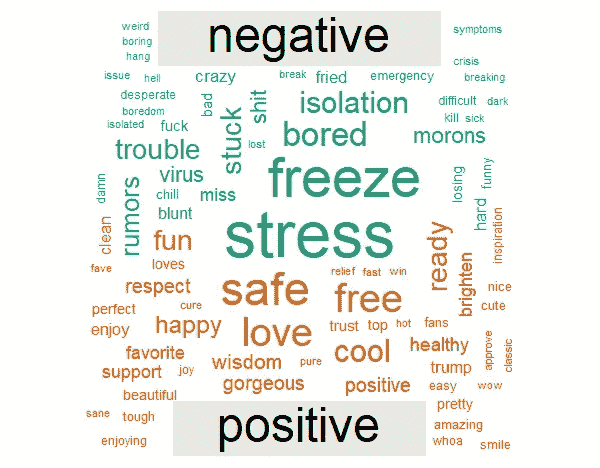 negative
weird
boring
hang
symptoms
crisis
issue
hell
crazy
break
fried
emergency
breaking
desperate
bad
shit
isolation
difficult
dark
boredom
isolated
fuck
stuck
lost
bored
kill
sick
morons
trouble
virus
freeze
damn
rumors
chill
miss
losing
funny
blunt
hard
stress
clean
fun
ready
inspiration
fave
loves
relief
fast
win
brighten
respect
safe
free
nice
perfect
cure
cute
enjoy
happy
love
trust
top
hot
fans
favorite
cool
healthy
approve
classic
support
joy
wisdom
pure
trump
gorgeous
positive
easy
wow
beautiful
pretty
sane
tough
positive
amazing
enjoying
whoa
smile